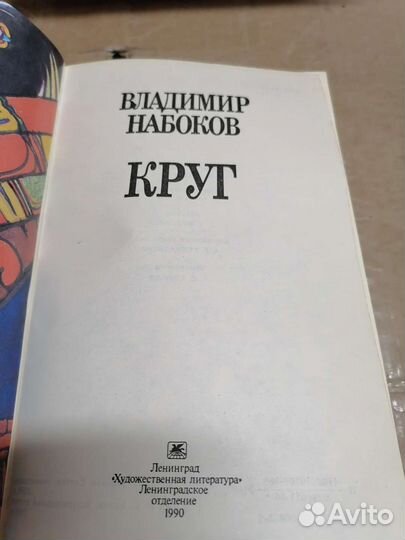 ВЛАДИМИР
НАБОКОВ
КРУГ
Ленинград
«Художественная литература»
Ленинградское
отделение
1990
Avito